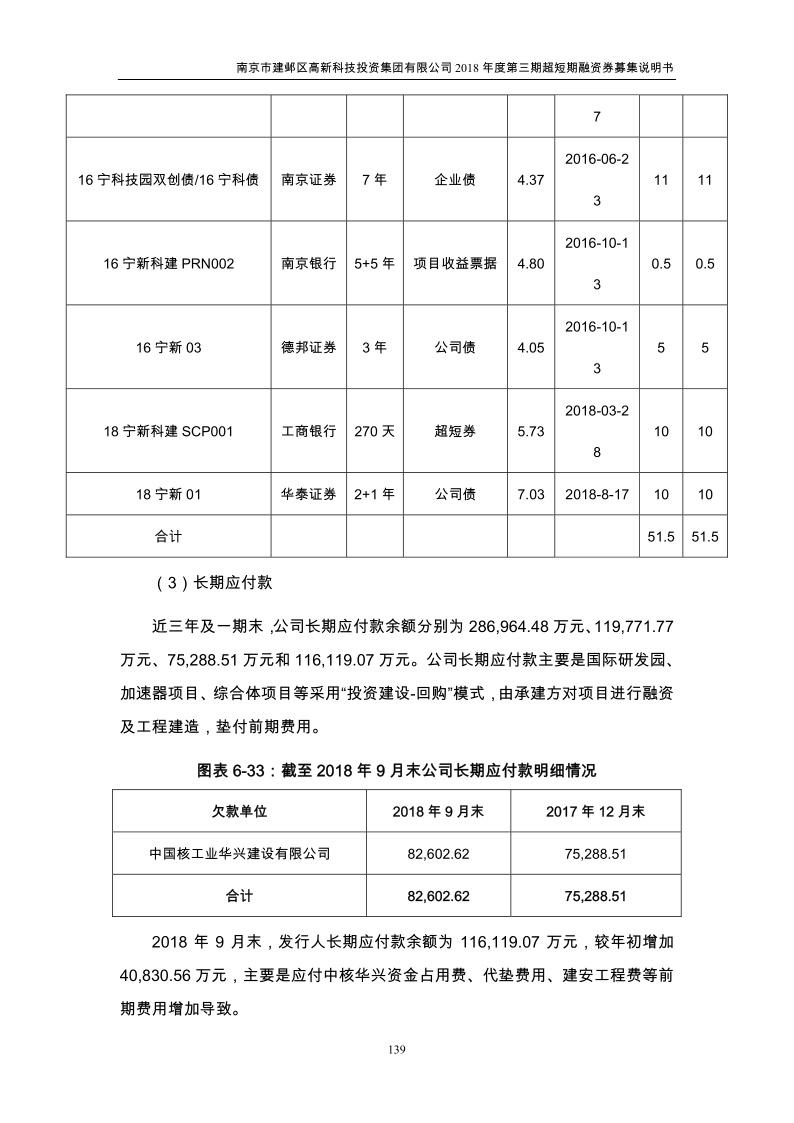 南京市建邺区高新科技投资集团有限公司 2018 年度第三期超短期融资券募集说明书
7
16 宁科技园双创债/16 宁科债 南京证券 7 年 企业债 4.37 2016-06-2
3 11 11
16 宁新科建 PRN002 南京银行 5+5 年 项目收益票据 4.80 2016-10-1
3 0.5 0.5
16 宁新 03 德邦证券 3 年 公司债 4.05 2016-10-1
3 5 5
18 宁新科建 SCP001 工商银行 270 天 超短券 5.73 2018-03-2
8 10 10
18 宁新 01 华泰证券 2+1 年 公司债 7.03 2018-8-17 10 10
合计 51.5 51.5
（3）长期应付款
近三年及一期末，公司长期应付款余额分别为 286,964.48 万元、119,771.77
万元、75,288.51 万元和 116,119.07 万元。公司长期应付款主要是国际研发园、
加速器项目、综合体项目等采用“投资建设-回购”模式，由承建方对项目进行融资
及工程建造，垫付前期费用。
图表 6-33：截至 2018 年 9 月末公司长期应付款明细情况
欠款单位 2018 年 9 月末 2017 年 12 月末
中国核工业华兴建设有限公司 82,602.62 75,288.51
合计 82,602.62 75,288.51
2018 年 9 月末，发行人长期应付款余额为 116,119.07 万元，较年初增加
40,830.56 万元，主要是应付中核华兴资金占用费、代垫费用、建安工程费等前
期费用增加导致。
139